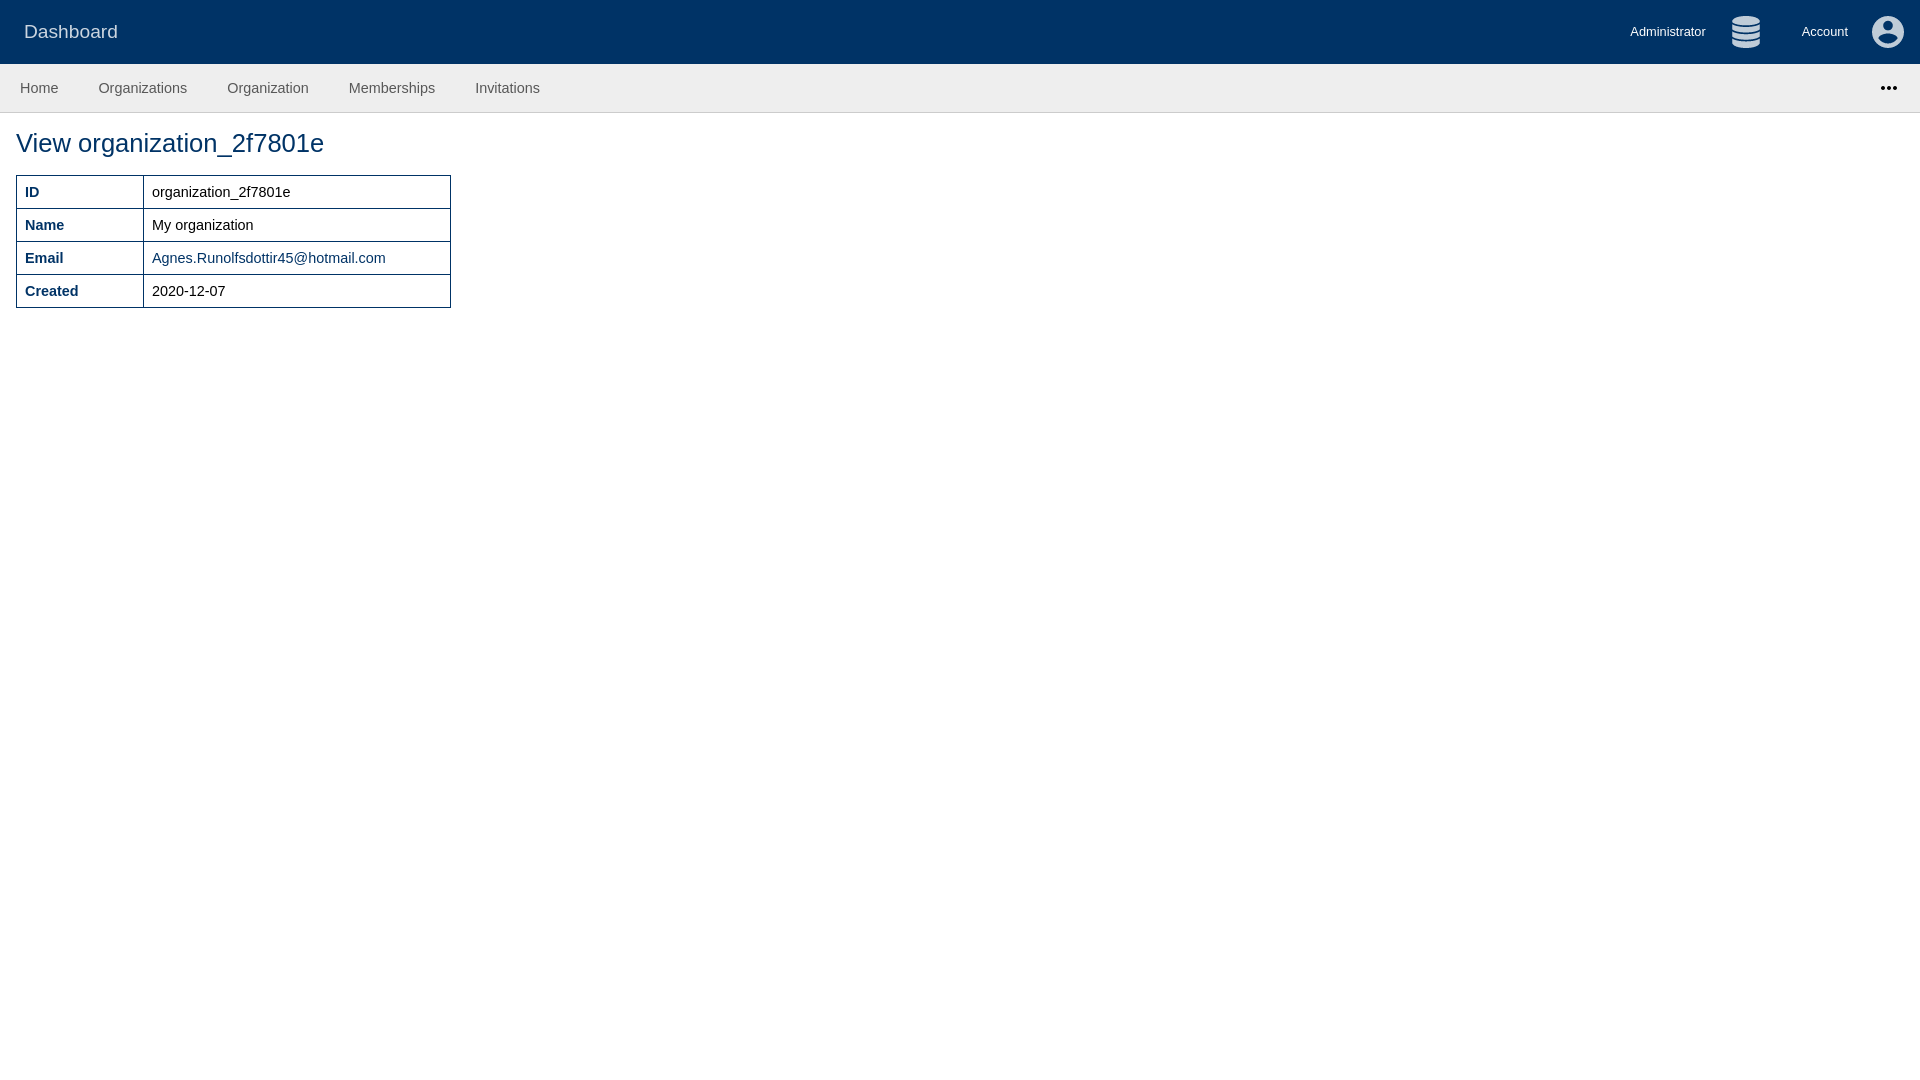 Dashboard
Administrator
Account
Home Organizations Organization Memberships Invitations
View organization_2f7801e
ID organization_2f7801e
Name My organization
Email Agnes.Runolfsdottir45@hotmail.com
Created 2020-12-07